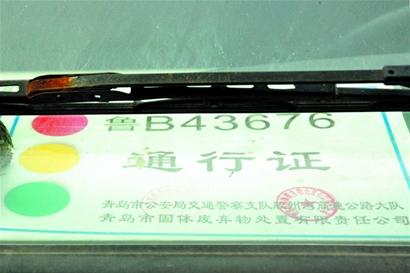 鲁B43676
通行证
青岛市公安局交通警察支队胶州湾高速公路大队
青岛市固体废弃物处置有限责任公司